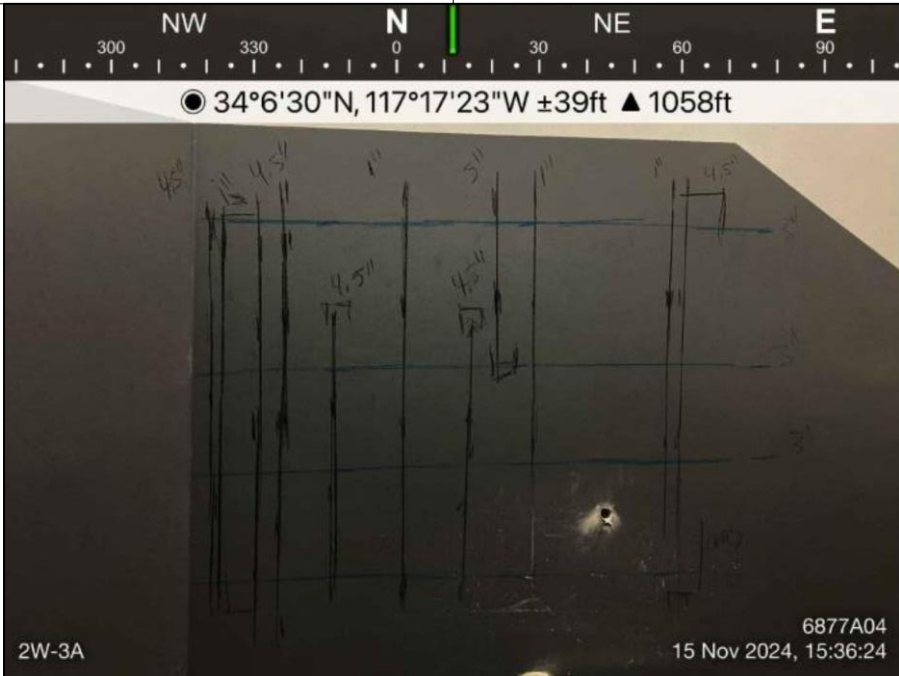 NW N NE E
300 330 0 30 60 90
34°6'30"N, 117°17'23"W ±39ft ▲ 1058ft
4.5" 1" 4.5" 1" 5" 1" 1" 4.5"
4.5" 4.5"
3'
6877A04
2W-3A 15 Nov 2024, 15:36:24